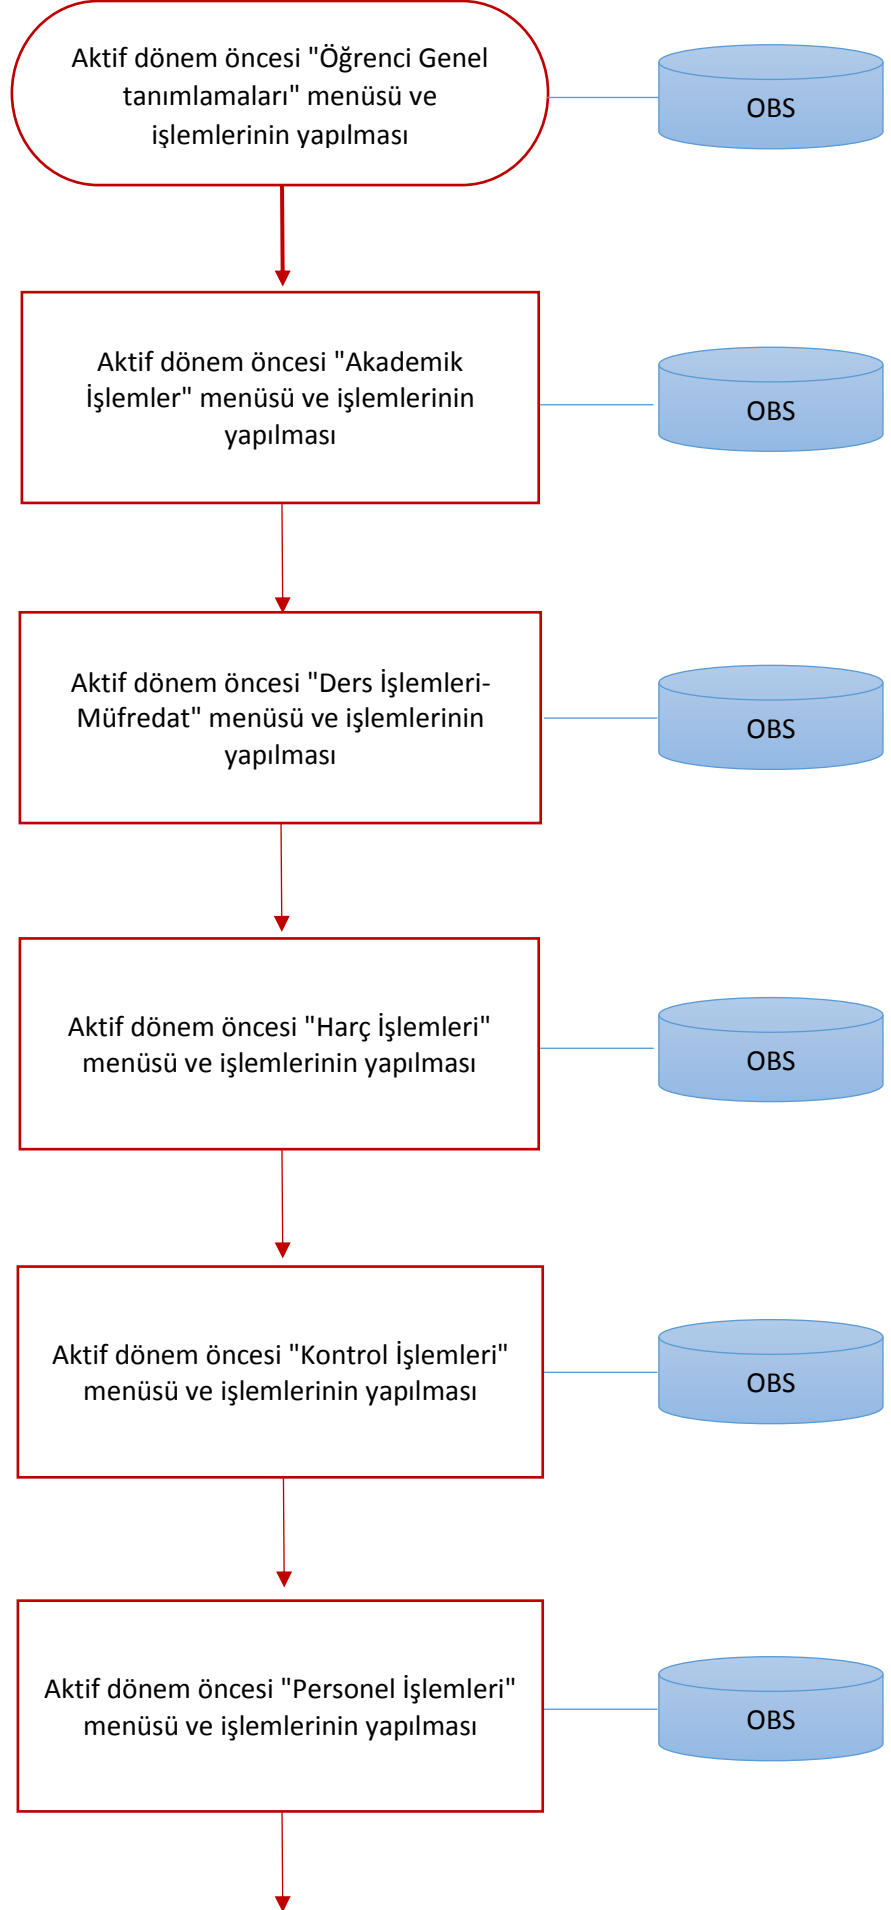 Aktif dönem öncesi "Öğrenci Genel
tanımlamaları" menüsü ve
işlemlerinin yapılması
OBS
Aktif dönem öncesi "Akademik
İşlemler" menüsü ve işlemlerinin
yapılması
OBS
Aktif dönem öncesi "Ders İşlemleri-
Müfredat" menüsü ve işlemlerinin
yapılması
OBS
Aktif dönem öncesi "Harç İşlemleri"
menüsü ve işlemlerinin yapılması
OBS
Aktif dönem öncesi "Kontrol İşlemleri"
menüsü ve işlemlerinin yapılması
OBS
Aktif dönem öncesi "Personel İşlemleri"
menüsü ve işlemlerinin yapılması
OBS